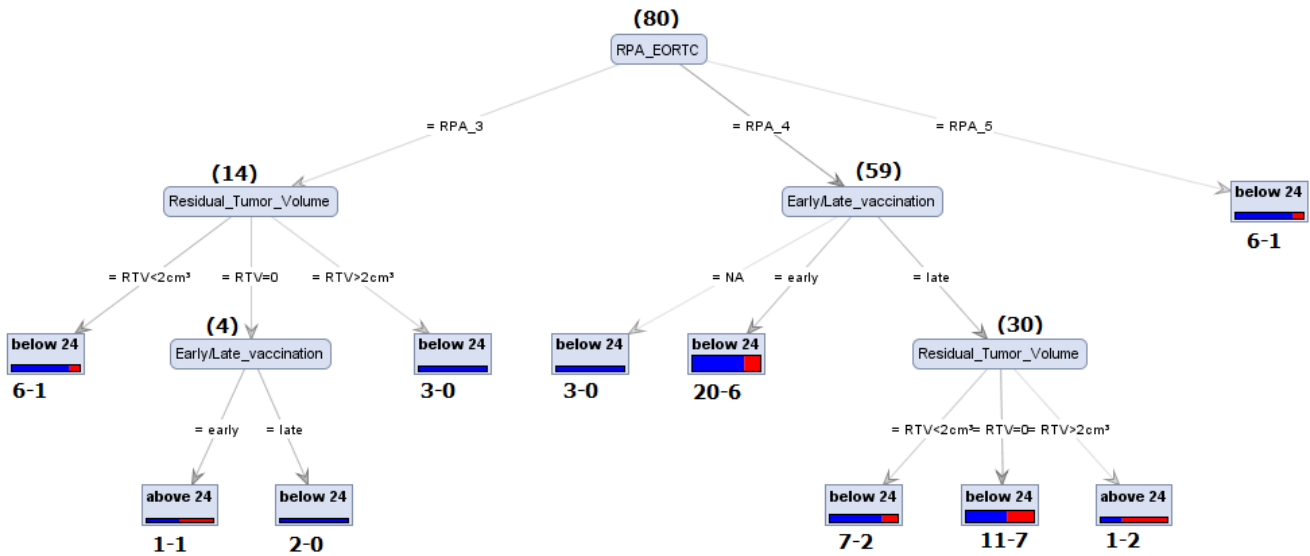 (80)
RPA_EORTC
= RPA_3
= RPA_4
= RPA_5
(14)
Residual_Tumor_Volume
(59)
Early/Late_vaccination
below 24
6-1
= RTV<2cm³
= RTV=0
= RTV>2cm³
= NA
= early
= late
below 24
6-1
(4)
Early/Late_vaccination
below 24
3-0
below 24
3-0
below 24
20-6
(30)
Residual_Tumor_Volume
= early
= late
= RTV<2cm³
= RTV=0
= RTV>2cm³
above 24
1-1
below 24
2-0
below 24
7-2
below 24
11-7
above 24
1-2